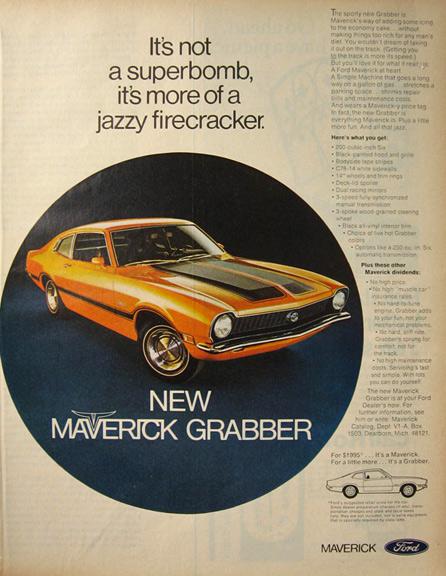 It's not
a superbomb,
it's more of a
jazzy firecracker.
The sporty new Grabber is
Maverick's way of adding some icing
to the economy cake... without
making things too rich for any man's
diet. You wouldn't dream of taking
it out on the track. (Getting you
to the track is more its speed.)
But you'll love it for what it really is:
A Ford Maverick at heart.
A Simple Machine that goes a long
way on a gallon of gas... stretches a
parking space... shrinks repair
bills and maintenance costs.
And wears a Maverick-y price tag.
In fact, the new Grabber is
everything Maverick is. Plus a little
more fun. And all that jazz.
Here's what you get:
• 200 cubic-inch Six
• Black-painted hood and grille
• Bodyside tape stripes
• C78-14 white sidewalls
• 14" wheels and trim rings
• Deck-lid spoiler
• Dual racing mirrors
• 3-speed fully synchronized
manual transmission
• 3-spoke wood-grained steering
wheel
• Black all-vinyl interior trim
• Choice of five hot Grabber
colors
• Options like a 250 cu. in. Six,
automatic transmission
Plus these other
Maverick dividends:
• No high price.
• No high "muscle car"
insurance rates.
• No hard-to-tune
engine. Grabber adds
to your fun, not your
mechanical problems.
• No hard, stiff ride.
Grabber's sprung for
comfort, not for
the track.
• No high maintenance
costs. Servicing's fast
and simple. With lots
you can do yourself.
The new Maverick
Grabber is at your Ford
Dealer's now. For
further information, see
him or write: Maverick
Catalog, Dept. V1-A, Box
1503, Dearborn, Mich. 48121.
For $1995* ... It's a Maverick.
For a little more... It's a Grabber.
NEW
MAVERICK GRABBER
MAVERICK Ford